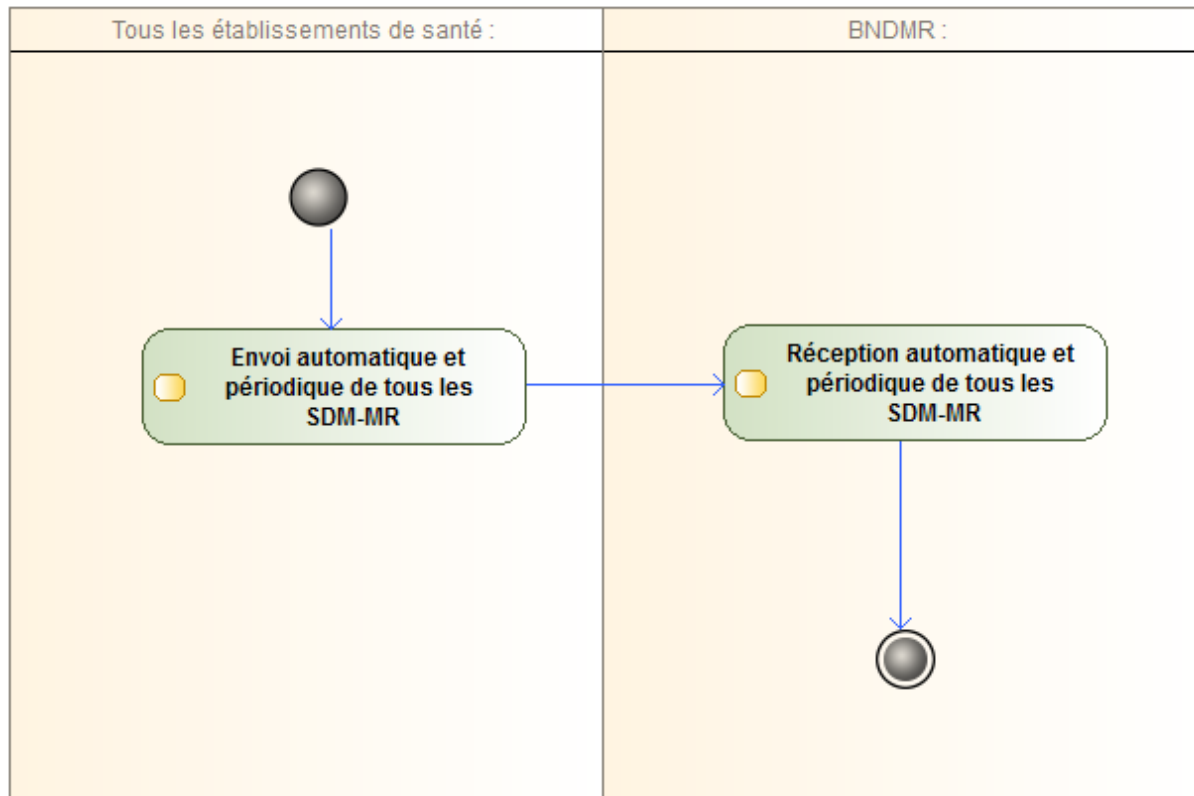 Tous les établissements de santé :
BNDMR :
Envoi automatique et
périodique de tous les
SDM-MR
Réception automatique et
périodique de tous les
SDM-MR